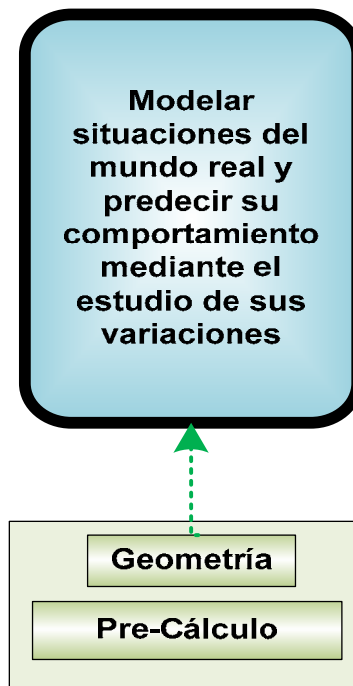 Modelar
situaciones del
mundo real y
predecir su
comportamiento
mediante el
estudio de sus
variaciones
Geometría
Pre-Cálculo